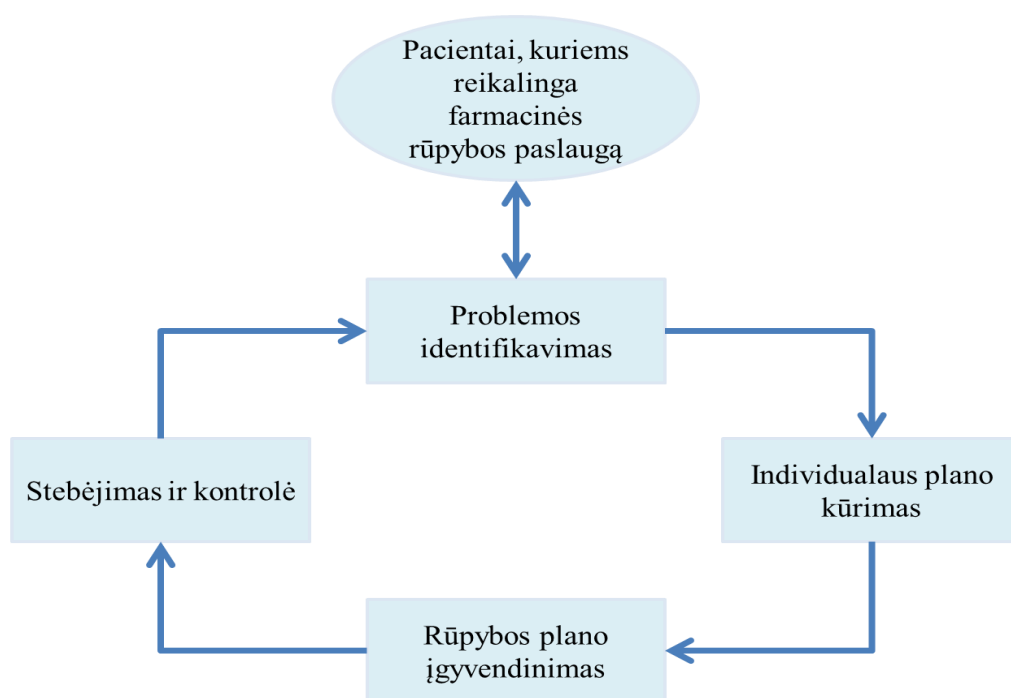 Pacientai, kuriems
reikalinga
farmacinės
rūpybos paslaugą
Problemos
identifikavimas
Individualaus plano
kūrimas
Rūpybos plano
įgyvendinimas
Stebėjimas ir kontrolė